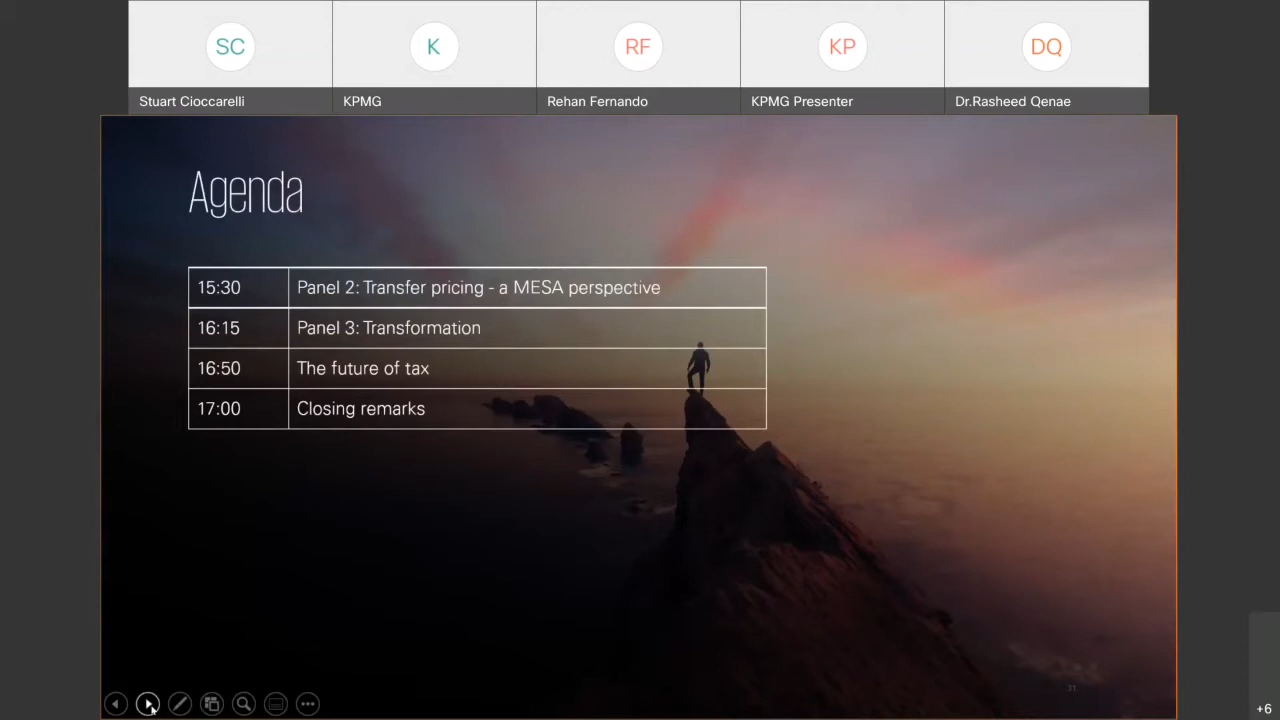 SC
K
RF
KP
DQ
Stuart Cioccarelli
KPMG
Rehan Fernando
KPMG Presenter
Dr.Rasheed Qenae
Agenda
15:30 Panel 2: Transfer pricing - a MESA perspective
16:15 Panel 3: Transformation
16:50 The future of tax
17:00 Closing remarks
31
+6